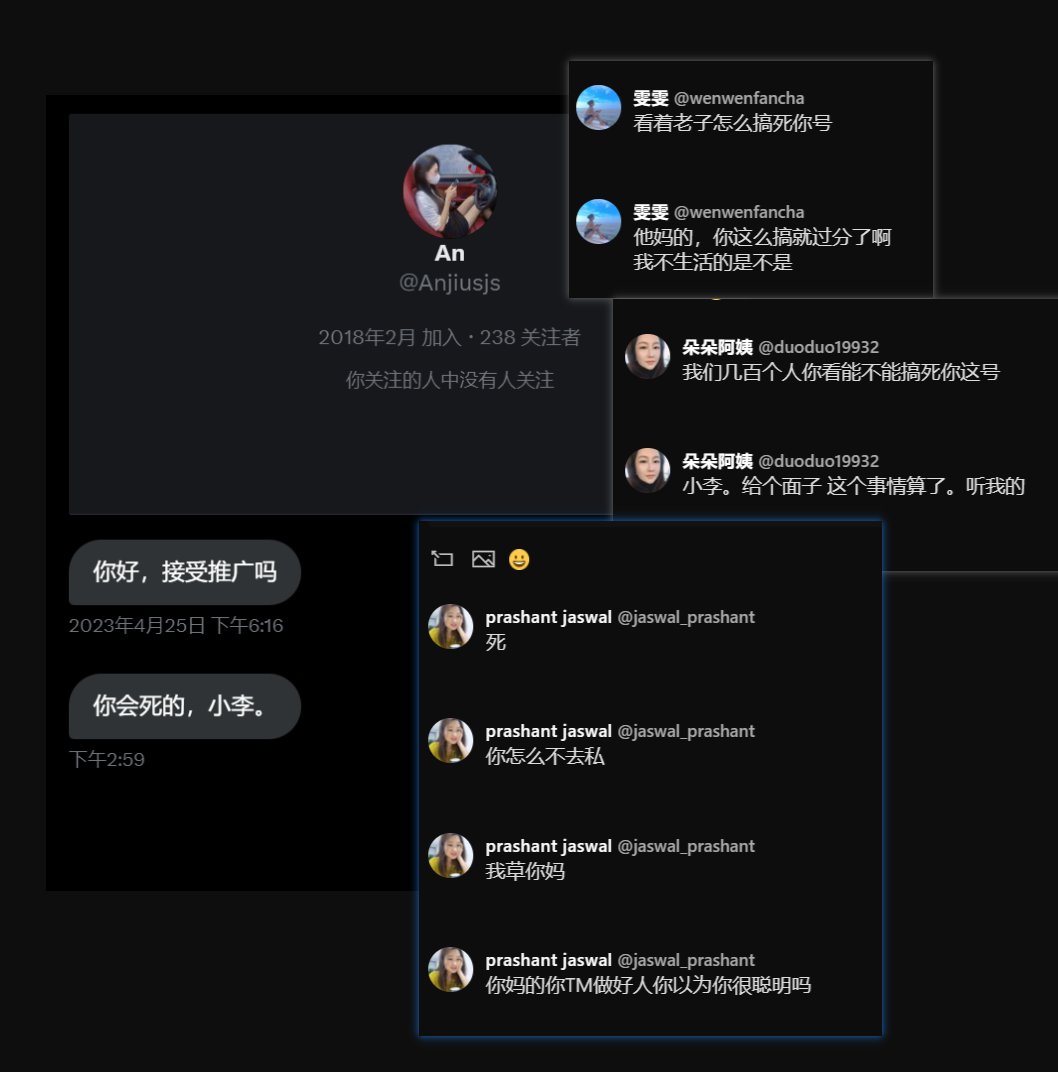 An
@Anjiusjs
2018年2月 加入 · 238 关注者
你关注的人中没有人关注
你好，接受推广吗
2023年4月25日 下午6:16
你会死的，小李。
下午2:59
雯雯 @wenwenfancha
看着老子怎么搞死你号
雯雯 @wenwenfancha
他妈的，你这么搞就过分了啊
我不生活的是不是
朵朵阿姨 @duoduo19932
我们几百个人你看能不能搞死你这号
朵朵阿姨 @duoduo19932
小李。给个面子 这个事情算了。听我的
prashant jaswal @jaswal_prashant
死
prashant jaswal @jaswal_prashant
你怎么不去私
prashant jaswal @jaswal_prashant
我草你妈
prashant jaswal @jaswal_prashant
你妈的你TM做好人你以为你很聪明吗